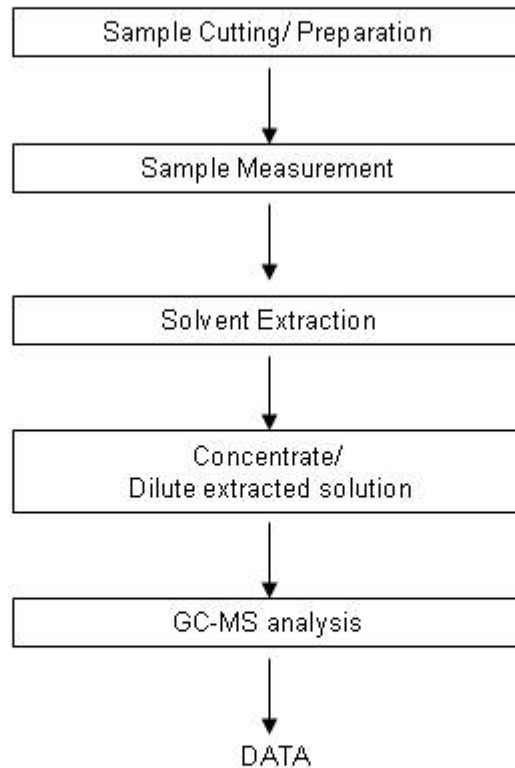 Sample Cutting/ Preparation
Sample Measurement
Solvent Extraction
Concentrate/
Dilute extracted solution
GC-MS analysis
DATA